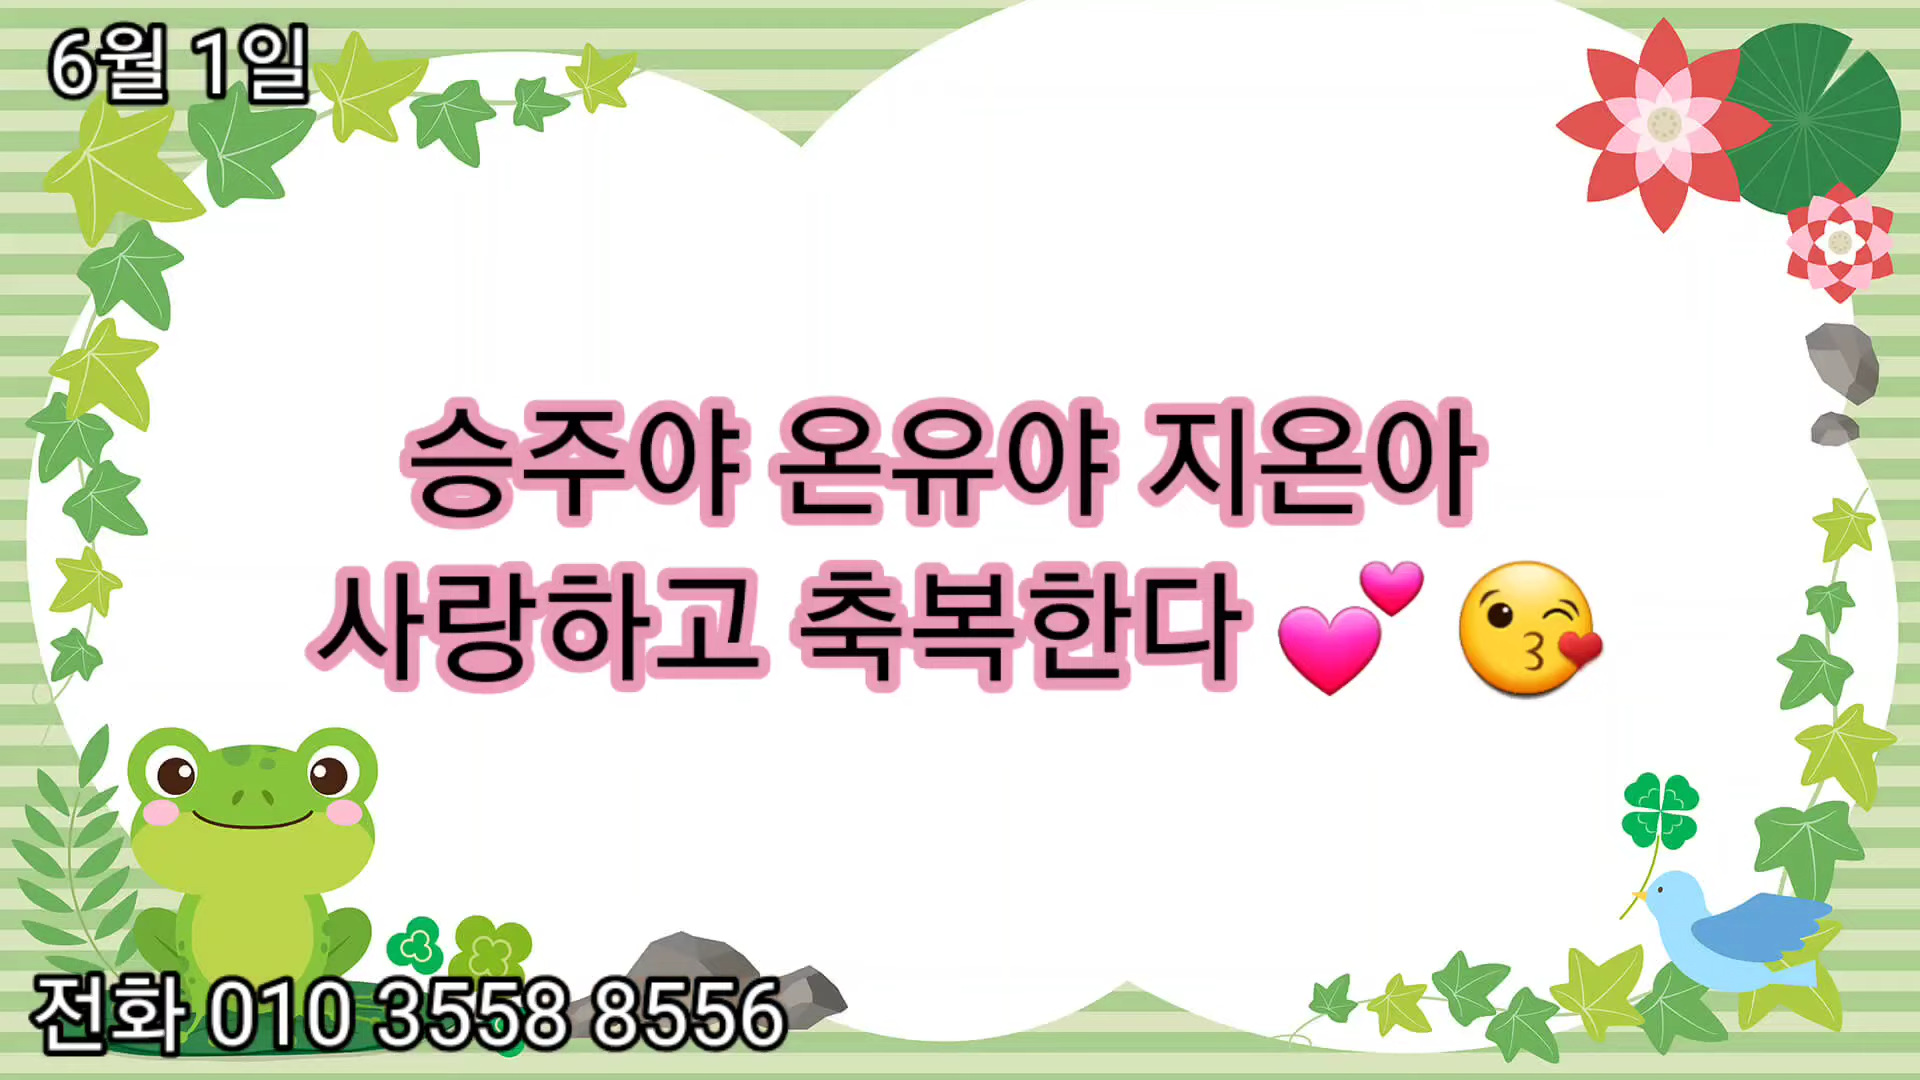 6월 1일
승주야 온유야 지온아
사랑하고 축복한다 💕 😘
전화 010 3558 8556